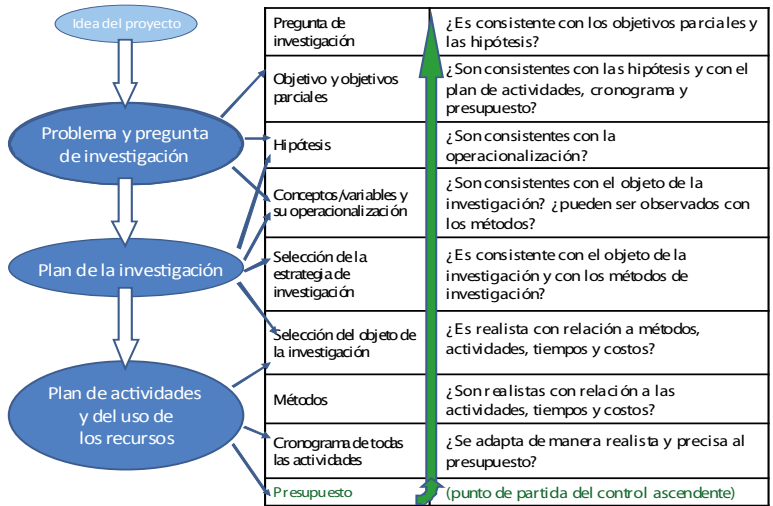 Idea del proyecto
Problema y pregunta
de investigación
Plan de la investigación
Plan de actividades
y del uso de
los recursos
Pregunta de
investigación
¿Es consistente con los objetivos parciales y
las hipótesis?
Objetivo y objetivos
parciales
¿Son consistentes con las hipótesis y con el
plan de actividades, cronograma y
presupuesto?
Hipótesis
¿Son consistentes con la
operacionalización?
Conceptos/variables y
su operacionalización
¿Son consistentes con el objeto de la
investigación? ¿pueden ser observados con
los métodos?
Selección de la
estrategia de
investigación
¿Es consistente con el objeto de la
investigación y con los métodos de
investigación?
Selección del objeto de
la investigación
¿Es realista con relación a métodos,
actividades, tiempos y costos?
Métodos
¿Son realistas con relación a las
actividades, tiempos y costos?
Cronograma de todas
las actividades
¿Se adapta de manera realista y precisa al
presupuesto?
Presupuesto
(punto de partida del control ascendente)